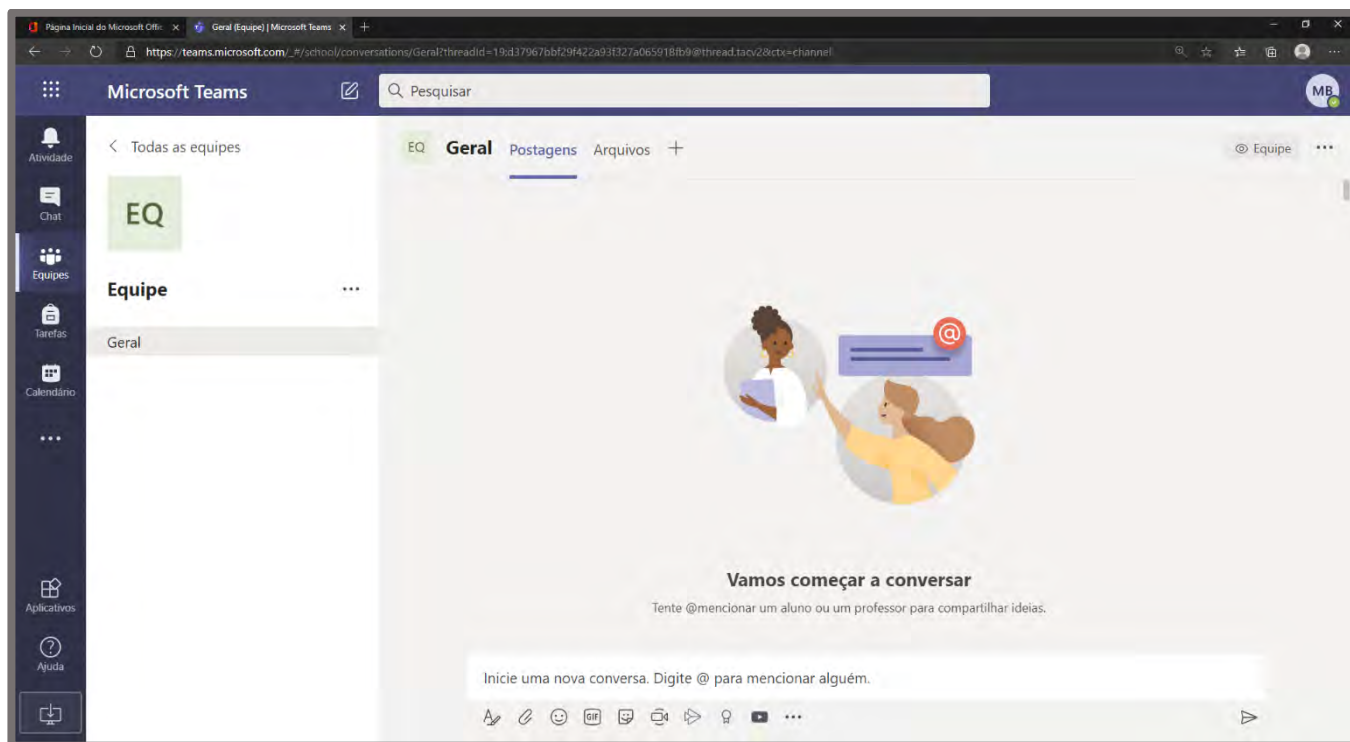 Página Inicial do Microsoft Offic
Geral (Equipe) | Microsoft Teams
https://teams.microsoft.com/_#/school/conversations/Geral?threadId=19:d37967bbf29f422a93f327a065918fb9@thread.tacv2&ctx=channel
Microsoft Teams
Pesquisar
MB
Atividade
Chat
Equipes
Tarefas
Calendário
Aplicativos
Ajuda
Todas as equipes
EQ
Equipe
Geral
EQ
Geral
Postagens
Arquivos
Equipe
@
Vamos começar a conversar
Tente @mencionar um aluno ou um professor para compartilhar ideias.
Inicie uma nova conversa. Digite @ para mencionar alguém.
GIF